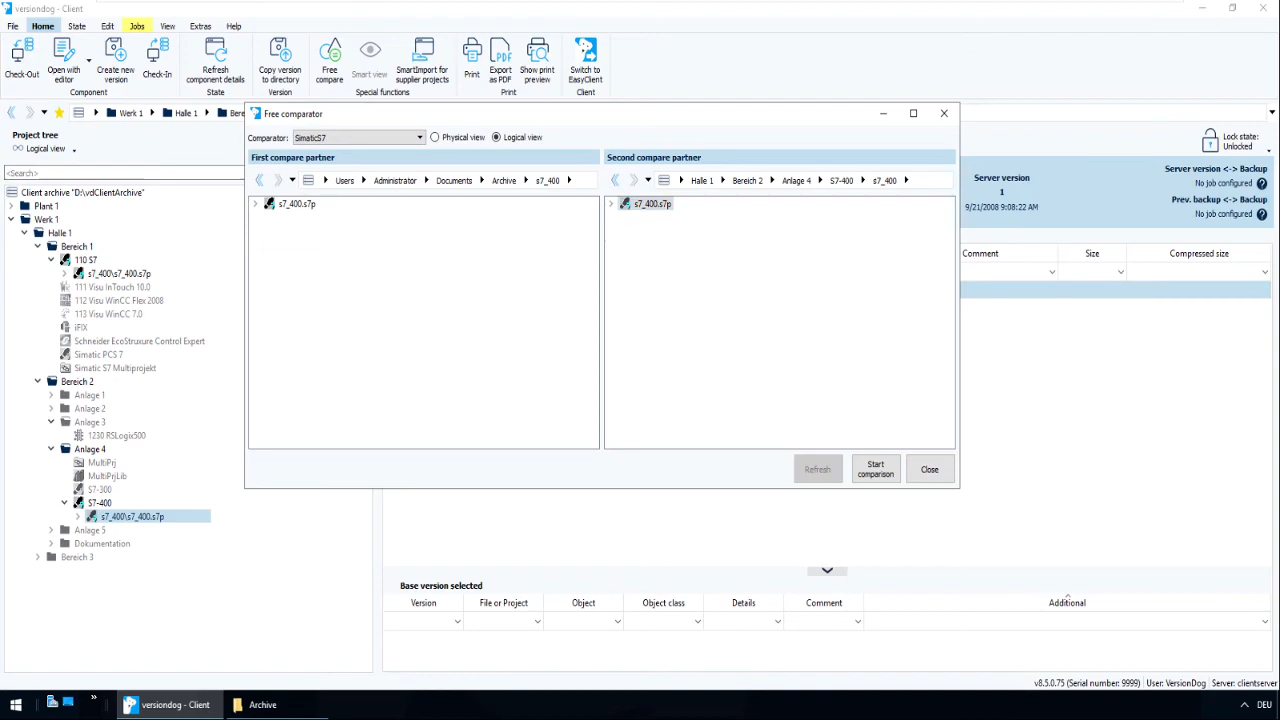 versiondog - Client
File Home State Edit Jobs View Extras Help
Check-Out
Open with editor
Create new version
Check-In
Refresh component details
Copy version to directory
Free compare
Smart view
SmartImport for supplier projects
Print
Export as PDF
Show print preview
Switch to EasyClient
Component
State
Version
Special functions
Print
Client
Werk 1 Halle 1 Bere
Project tree
Logical view
<Search>
Client archive "D:\vdClientArchive"
Plant 1
Werk 1
Halle 1
Bereich 1
110 S7
s7_400\s7_400.s7p
111 Visu InTouch 10.0
112 Visu WinCC Flex 2008
113 Visu WinCC 7.0
iFIX
Schneider EcoStruxure Control Expert
Simatic PCS 7
Simatic S7 Multiprojekt
Bereich 2
Anlage 1
Anlage 2
Anlage 3
1230 RSLogix500
Anlage 4
MultiPrj
MultiPrjLib
S7-300
S7-400
s7_400\s7_400.s7p
Anlage 5
Dokumentation
Bereich 3
Free comparator
Comparator: SimaticS7 Physical view Logical view
First compare partner
Users Administrator Documents Archive s7_400
s7_400.s7p
Second compare partner
Halle 1 Bereich 2 Anlage 4 S7-400 s7_400
s7_400.s7p
Refresh
Start comparison
Close
Lock state:
Unlocked
Server version
1
9/21/2008 9:08:22 AM
Server version <-> Backup
No job configured ?
Prev. backup <-> Backup
No job configured ?
Comment Size Compressed size
Base version selected
Version File or Project Object Object class Details Comment Additional
v8.5.0.75 (Serial number: 9999) User: VersionDog Server: clientserver
versiondog - Client
Archive
DEU